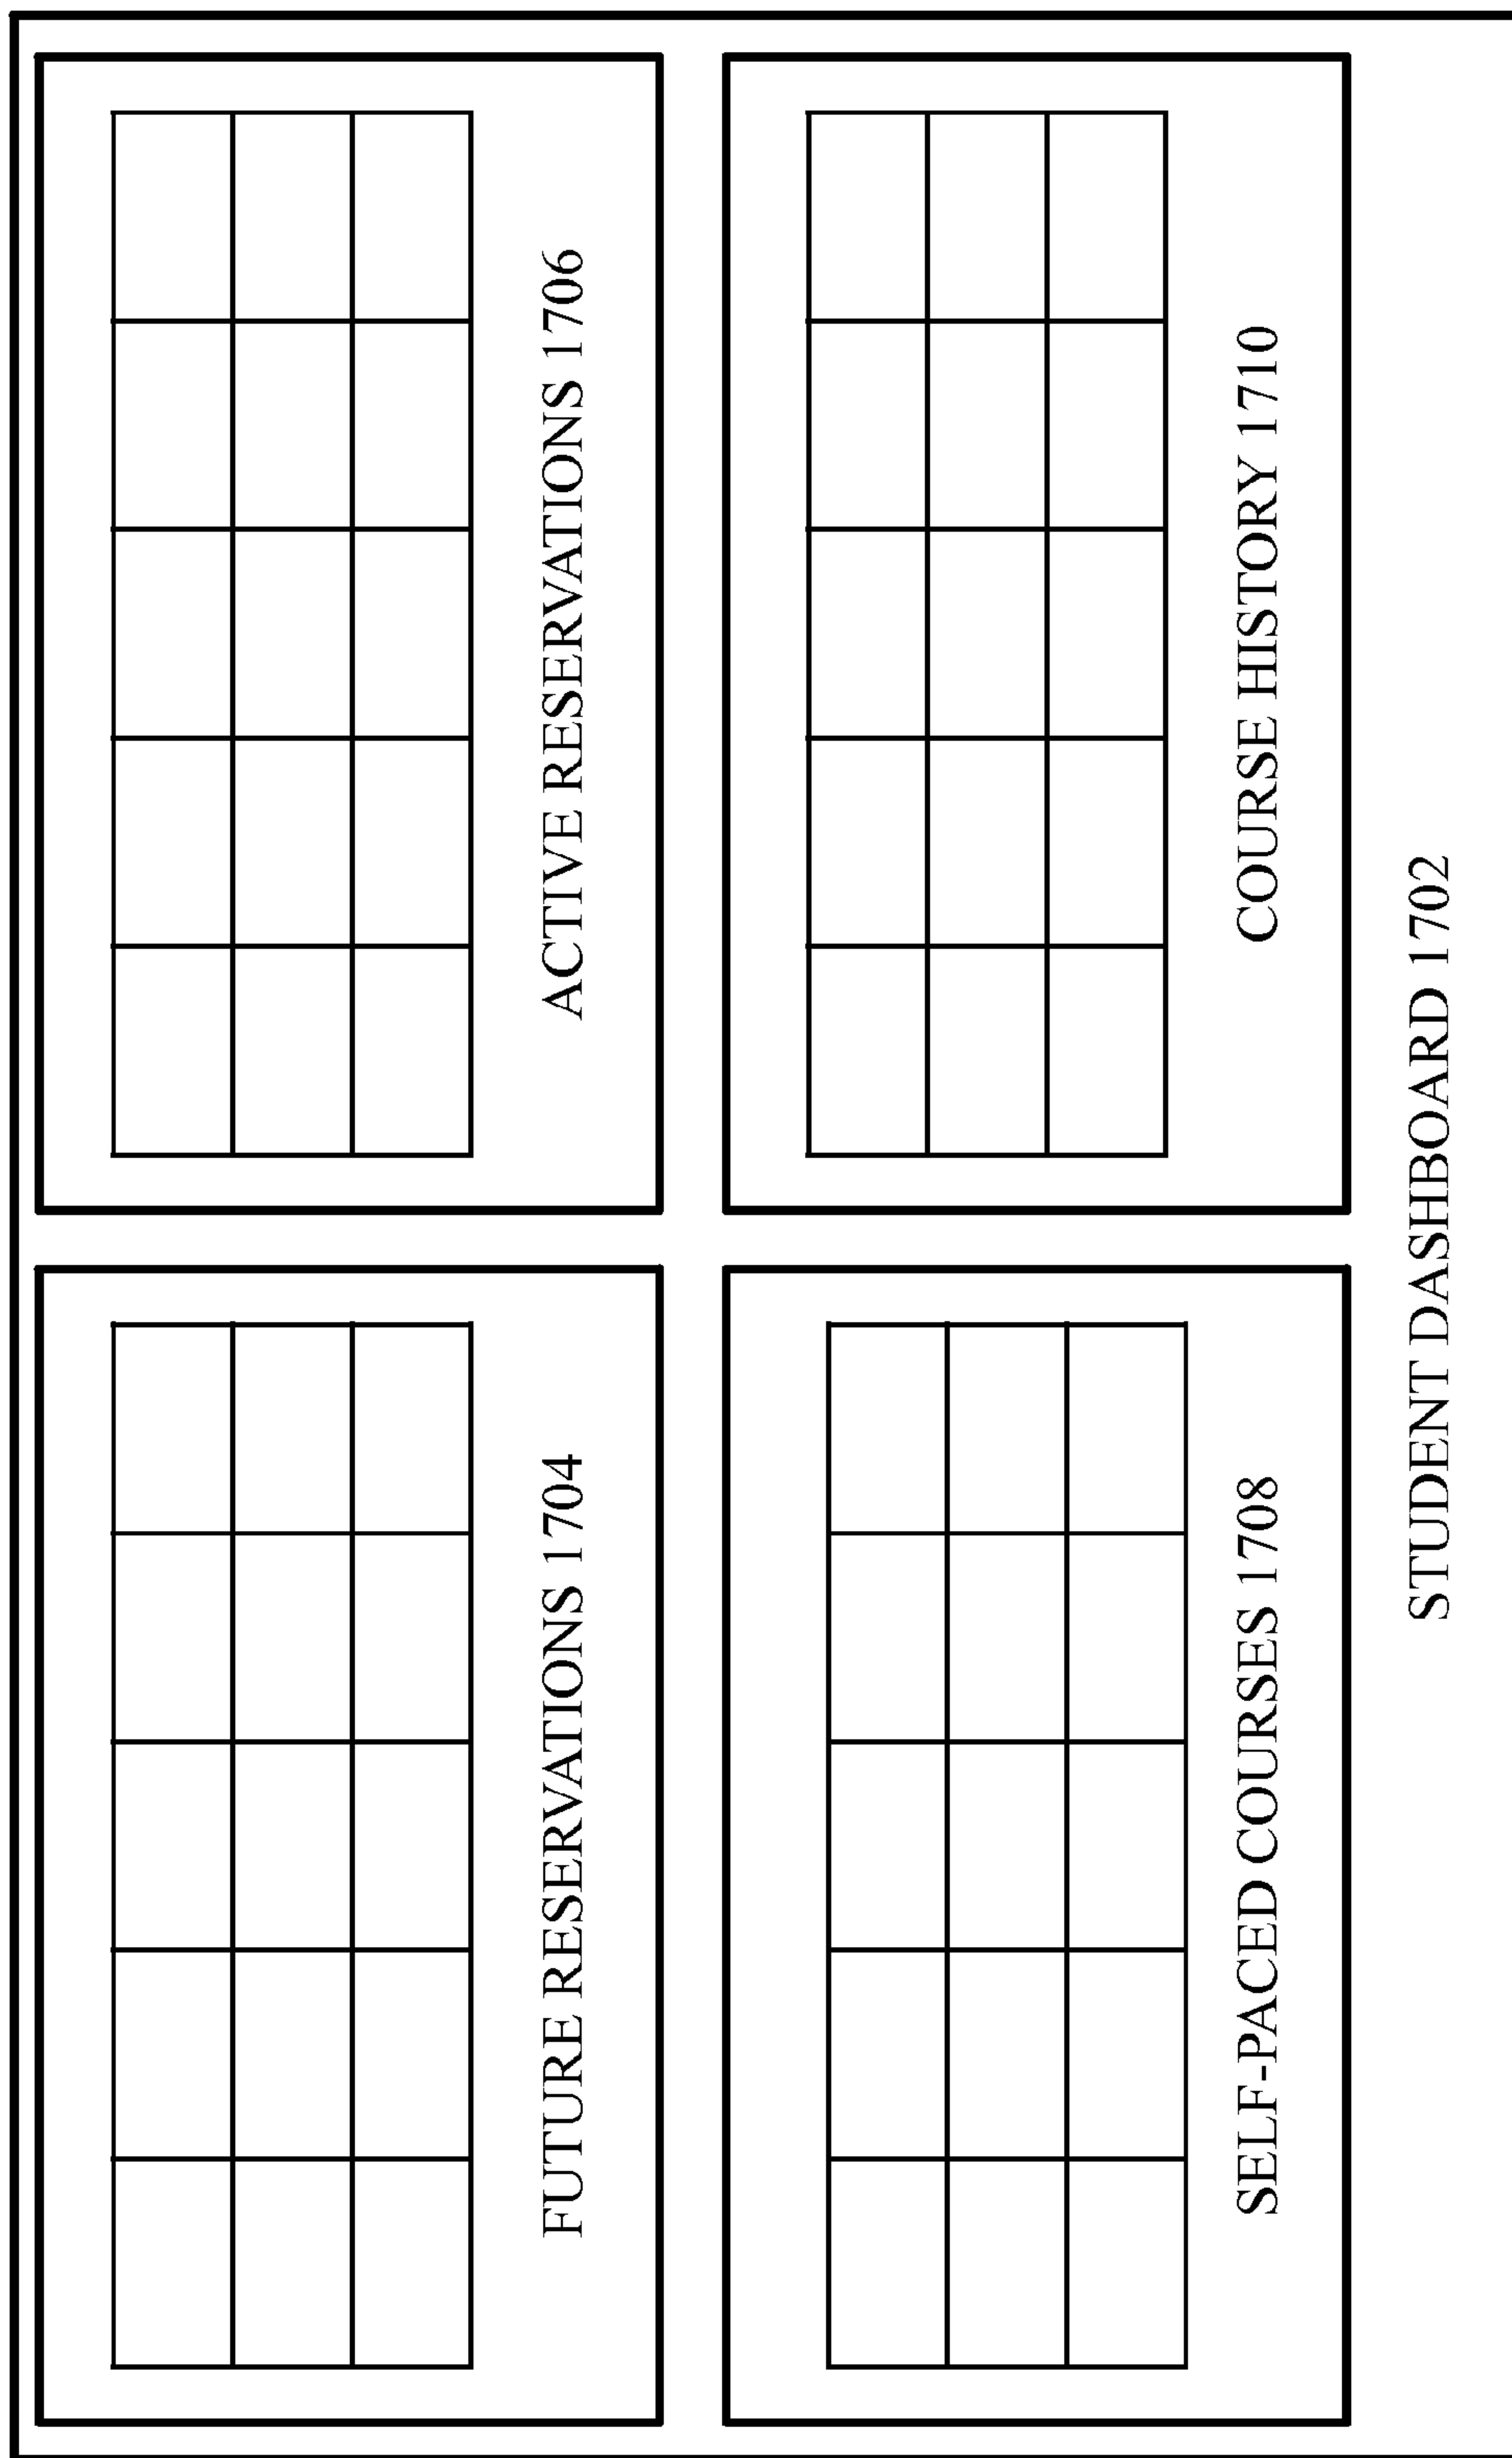 FUTURE RESERVATIONS 1704
ACTIVE RESERVATIONS 1706
SELF-PACED COURSES 1708
COURSE HISTORY 1710
STUDENT DASHBOARD 1702